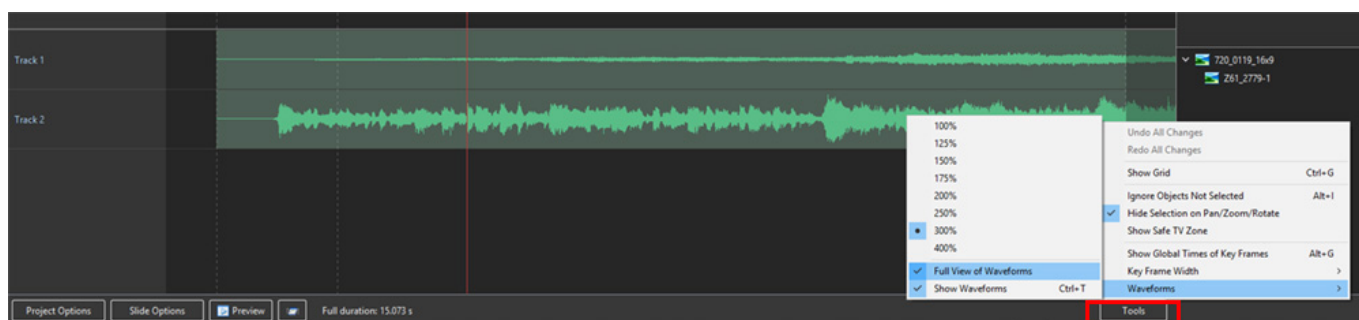 Track 1
720_0119_16x9
Z61_2779-1
Track 2
100%
125%
150%
175%
200%
250%
300%
400%
Full View of Waveforms
Show Waveforms Ctrl+T
Undo All Changes
Redo All Changes
Show Grid Ctrl+G
Ignore Objects Not Selected Alt+I
Hide Selection on Pan/Zoom/Rotate
Show Safe TV Zone
Show Global Times of Key Frames Alt+G
Key Frame Width
Waveforms
Project Options Slide Options Preview Full duration: 15.073 s Tools